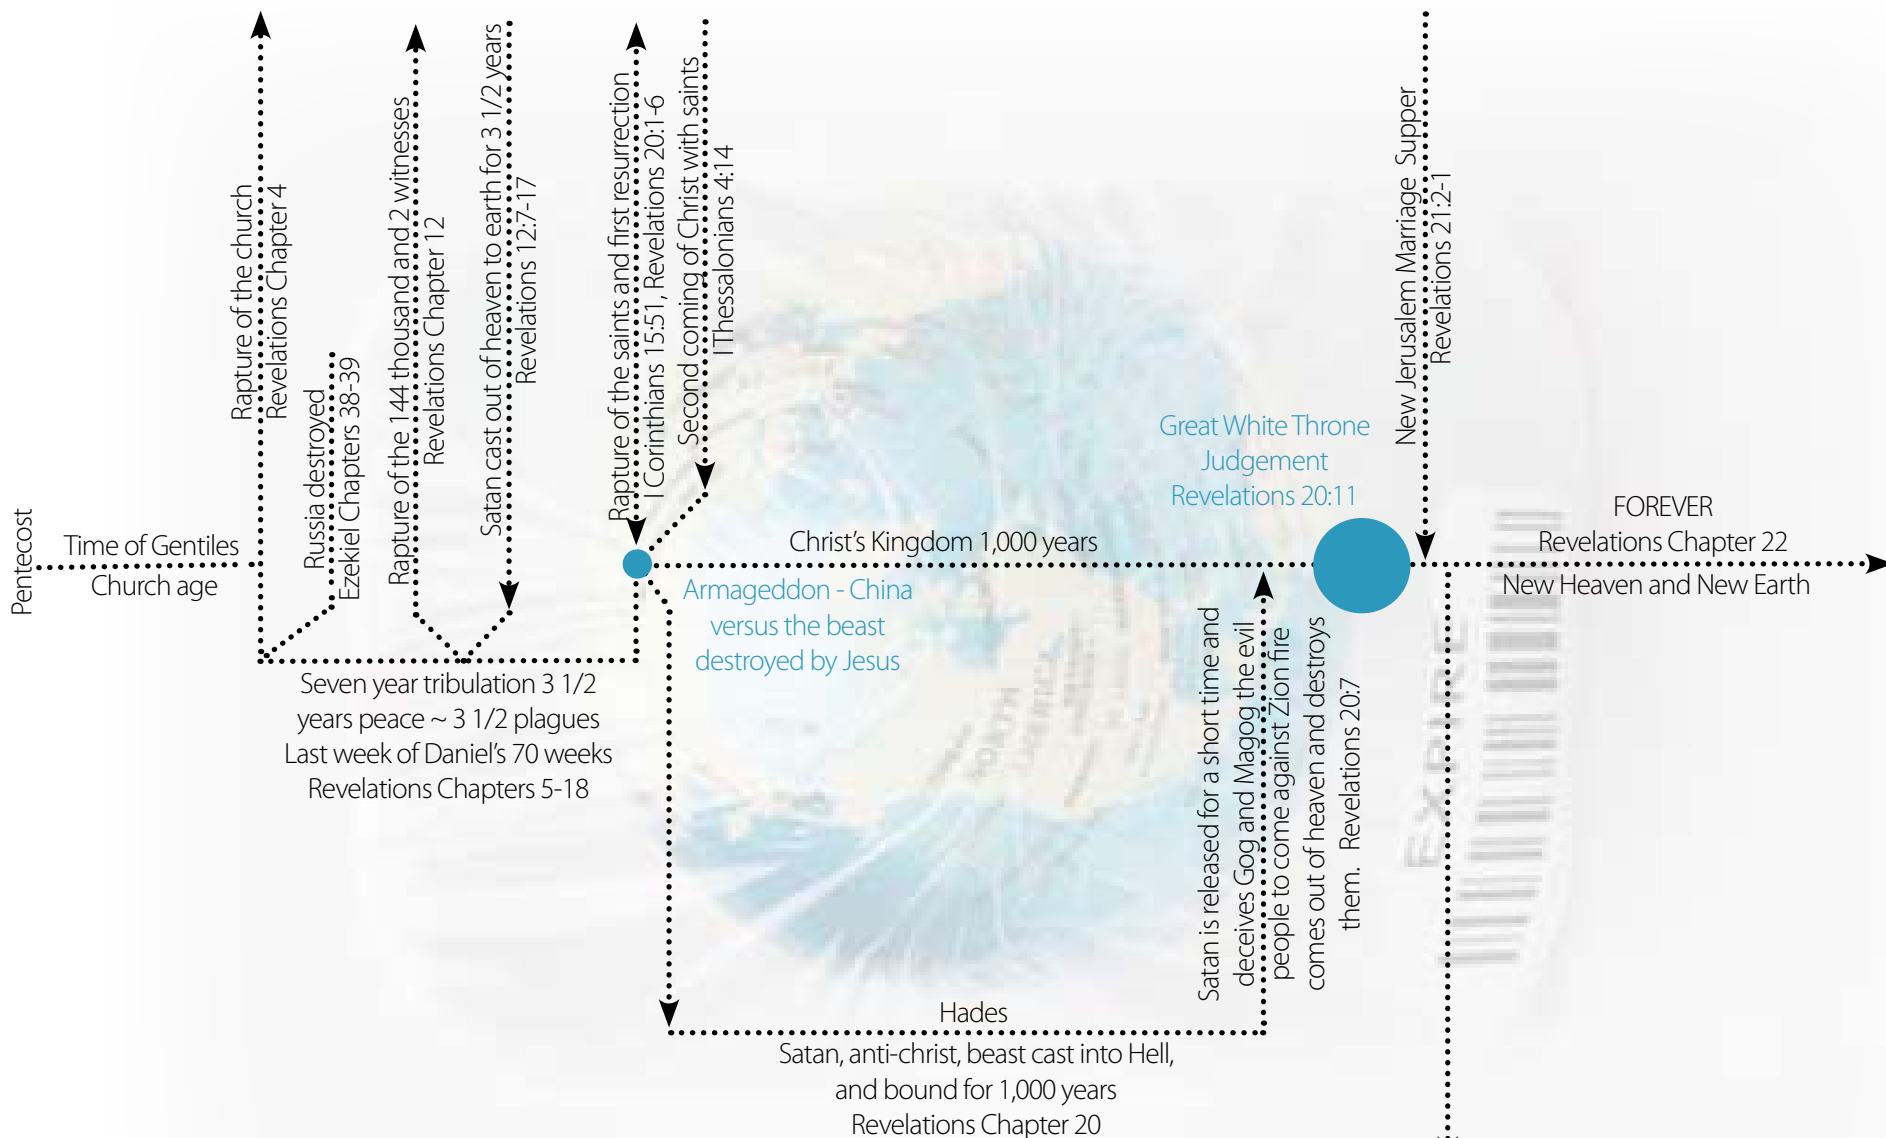 Pentecost
Time of Gentiles
Church age
Rapture of the church
Revelations Chapter 4
Russia destroyed
Ezekiel Chapters 38-39
Rapture of the 144 thousand and 2 witnesses
Revelations Chapter 12
Satan cast out of heaven to earth for 3 1/2 years
Revelations 12:7-17
Seven year tribulation 3 1/2
years peace ~ 3 1/2 plagues
Last week of Daniel's 70 weeks
Revelations Chapters 5-18
Rapture of the saints and first resurrection
I Corinthians 15:51, Revelations 20:1-6
Second coming of Christ with saints
I Thessalonians 4:14
Christ's Kingdom 1,000 years
Armageddon - China
versus the beast
destroyed by Jesus
Hades
Satan, anti-christ, beast cast into Hell,
and bound for 1,000 years
Revelations Chapter 20
Satan is released for a short time and
deceives Gog and Magog the evil
people to come against Zion fire
comes out of heaven and destroys
them. Revelations 20:7
Great White Throne
Judgement
Revelations 20:11
New Jerusalem Marriage Supper
Revelations 21:2-1
FOREVER
Revelations Chapter 22
New Heaven and New Earth
EXPIRE
SOUTH